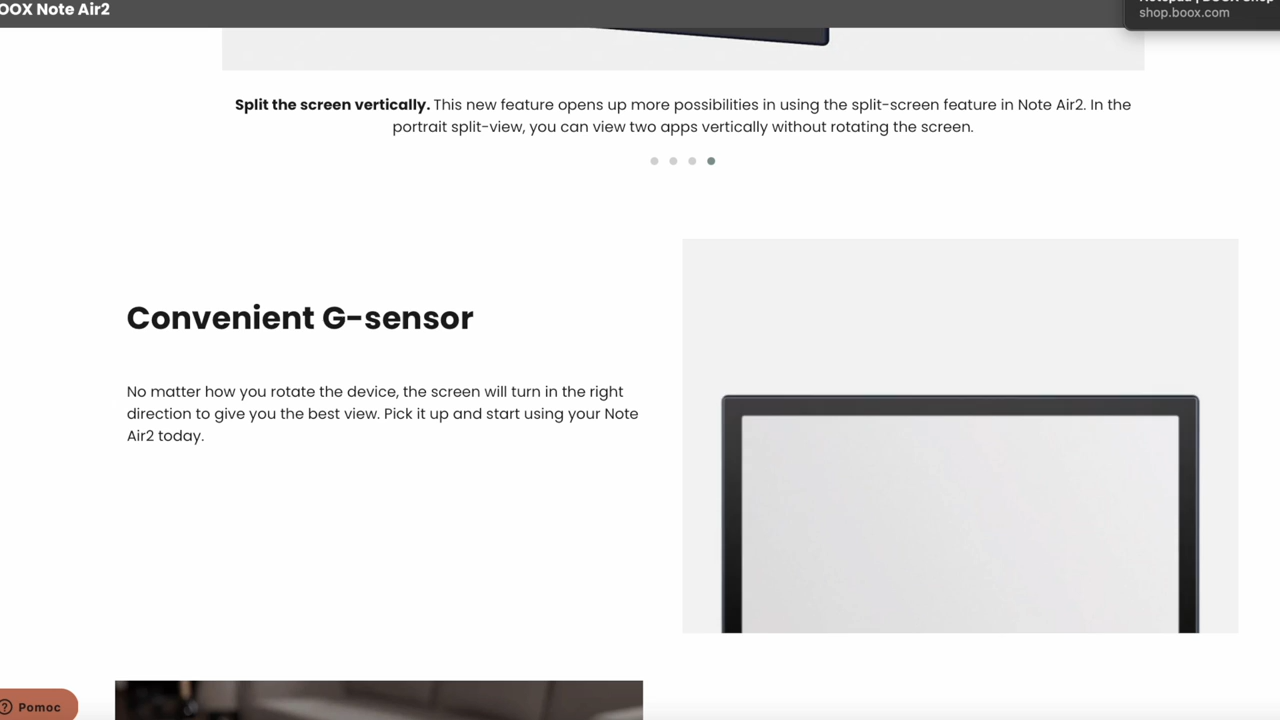 OOX Note Air2
shop.boox.com
Split the screen vertically. This new feature opens up more possibilities in using the split-screen feature in Note Air2. In the
portrait split-view, you can view two apps vertically without rotating the screen.
Convenient G-sensor
No matter how you rotate the device, the screen will turn in the right
direction to give you the best view. Pick it up and start using your Note
Air2 today.
Pomoc